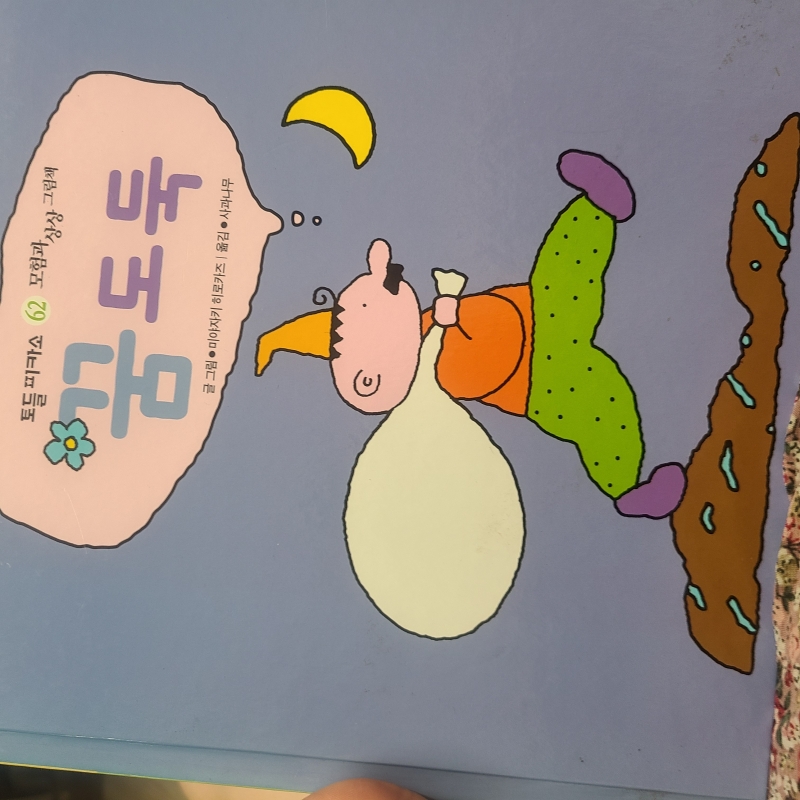 토들 피카소 62 모험과 상상 그림책
꿈도둑
글 그림 ● 미야자키 히로카즈 | 옮김 ● 사과나무